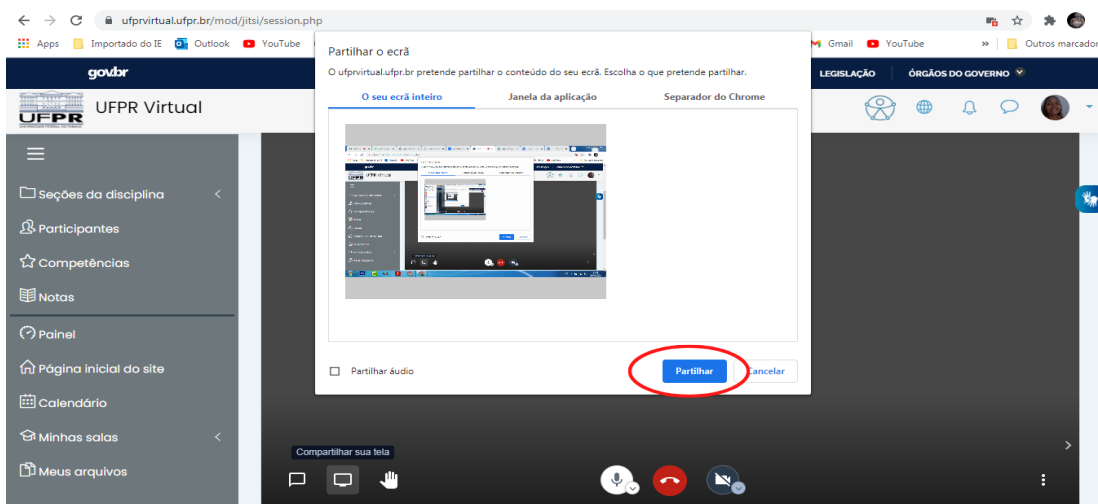 ufprvirtual.ufpr.br/mod/jitsi/session.php
Apps Importado do IE Outlook YouTube Gmail YouTube » Outros marcador
Partilhar o ecrã
O ufprvirtual.ufpr.br pretende partilhar o conteúdo do seu ecrã. Escolha o que pretende partilhar.
O seu ecrã inteiro Janela da aplicação Separador do Chrome
govbr LEGISLAÇÃO ÓRGÃOS DO GOVERNO
UFPR UFPR Virtual
Seções da disciplina
Participantes
Competências
Notas
Painel
Página inicial do site
Calendário
Minhas salas
Meus arquivos
Partilhar áudio Partilhar Cancelar
Compartilhar sua tela